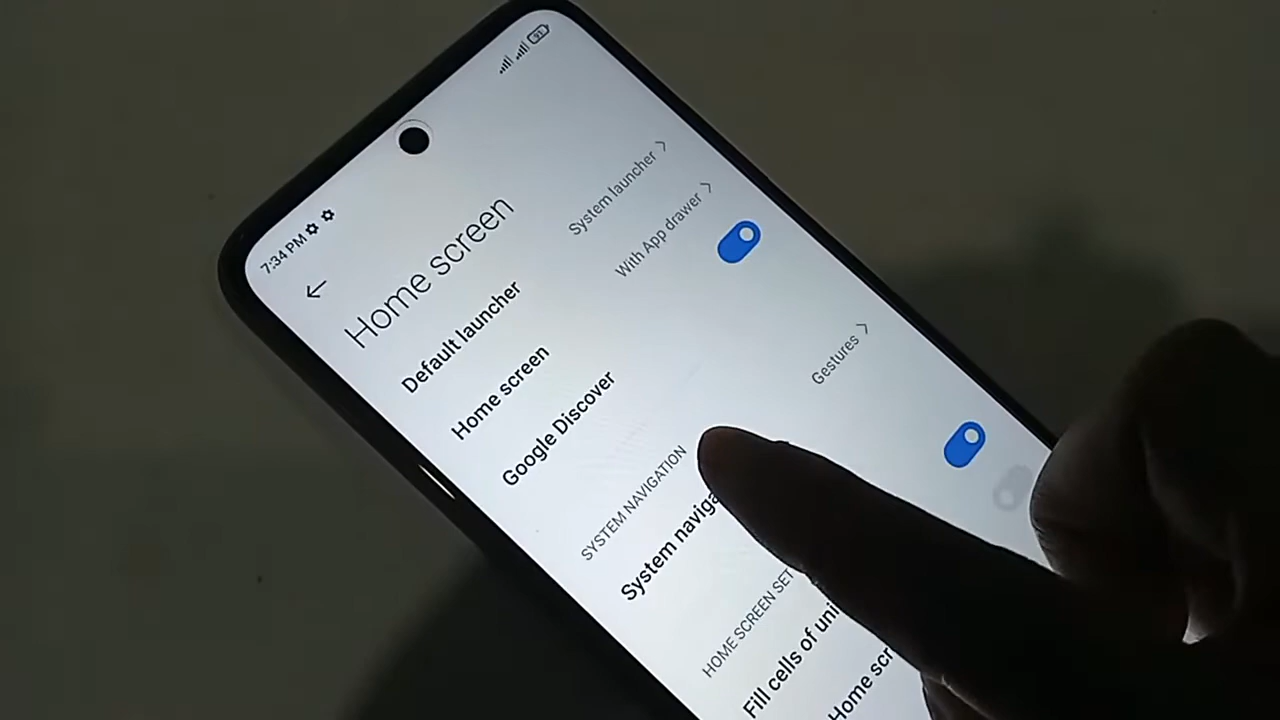 7:34 PM
91
Home screen
Default launcher System launcher
Home screen With App drawer
Google Discover
SYSTEM NAVIGATION
System naviga Gestures
HOME SCREEN SET
Fill cells of uni
Home scr